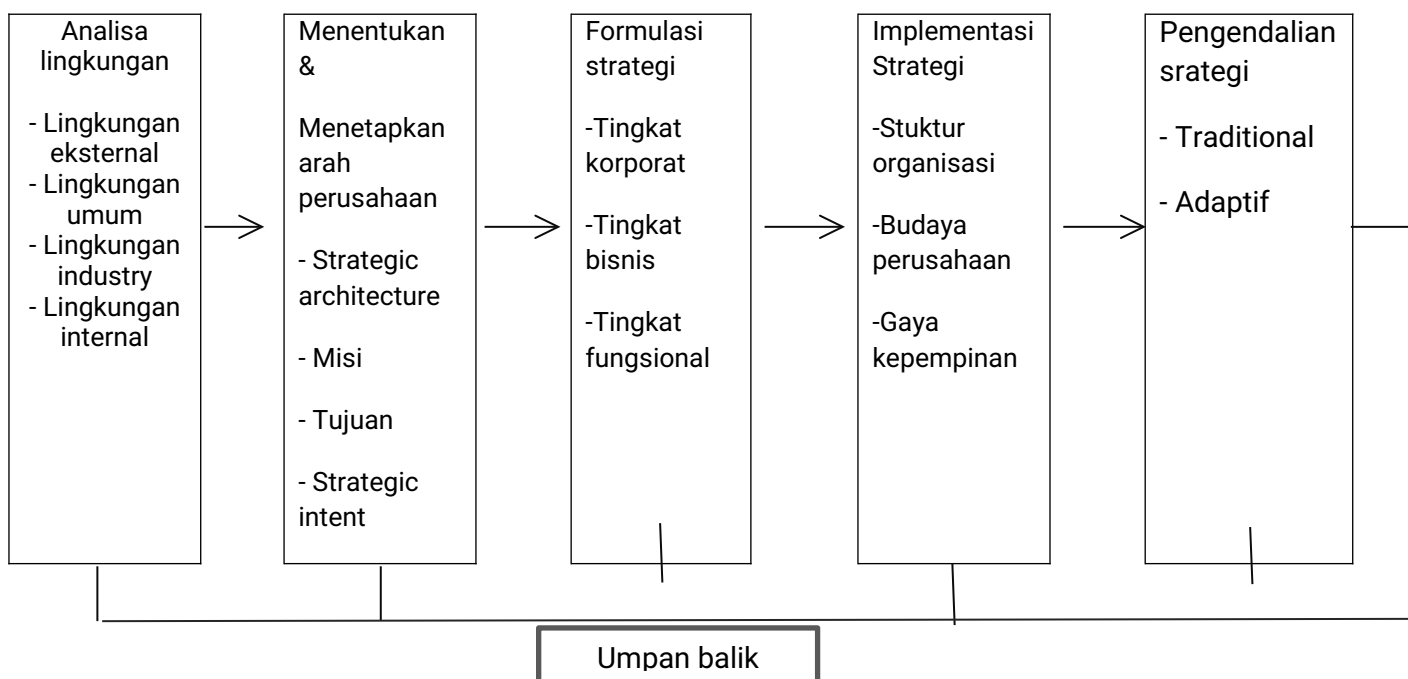 Analisa
lingkungan
- Lingkungan
eksternal
- Lingkungan
umum
- Lingkungan
industry
- Lingkungan
internal
Menentukan
&
Menetapkan
arah
perusahaan
- Strategic
architecture
- Misi
- Tujuan
- Strategic
intent
Formulasi
strategi
-Tingkat
korporat
-Tingkat
bisnis
-Tingkat
fungsional
Implementasi
Strategi
-Stuktur
organisasi
-Budaya
perusahaan
-Gaya
kepempinan
Pengendalian
srategi
- Traditional
- Adaptif
Umpan balik